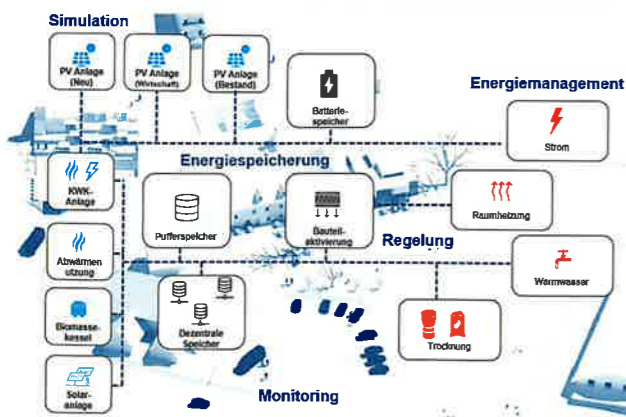 Simulation
PV Anlage
(Neu)
PV Anlage
(Wirtschaft)
PV Anlage
(Bestand)
Batterie-
speicher
Energiemanagement
Strom
Energiespeicherung
KWK-
Anlage
Pufferspeicher
Bauteil-
aktivierung
Raumheizung
Regelung
Abwärmen
utzung
Warmwasser
Biomasse-
kessel
Dezentrale
Speicher
Trocknung
Solar-
anlage
Monitoring